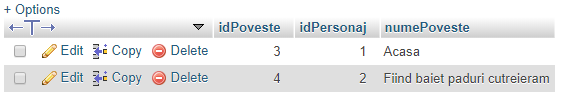 + Options
idPoveste idPersonaj numePoveste
Edit Copy Delete 3 1 Acasa
Edit Copy Delete 4 2 Fiind baiet paduri cutreieram